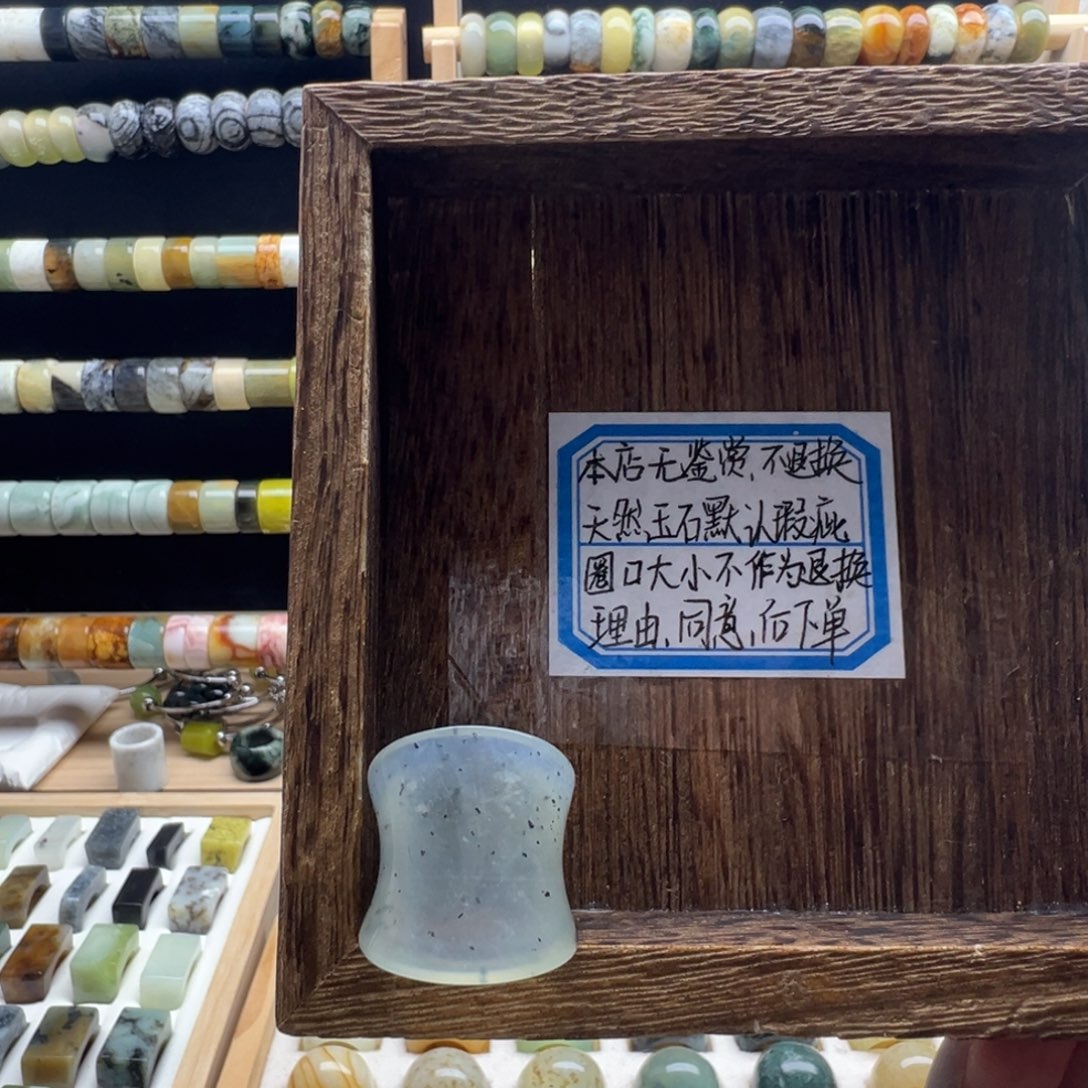 本店无鉴赏、不退换
天然玉石默认瑕疵
圈口大小不作为退换
理由、同意后下单